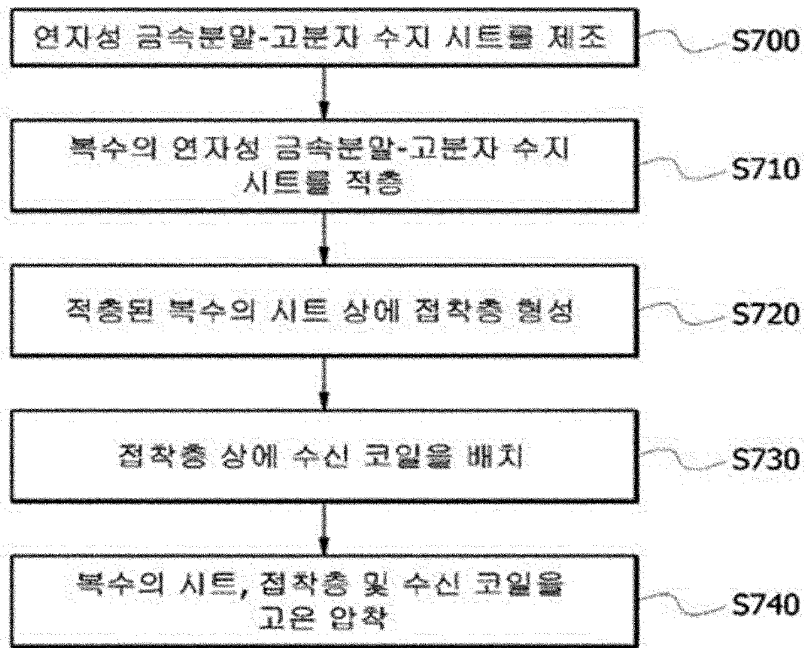 연자성 금속분말-고분자 수지 시트를 제조
S700
복수의 연자성 금속분말-고분자 수지
시트를 적층
S710
적층된 복수의 시트 상에 접착층 형성
S720
접착층 상에 수신 코일을 배치
S730
복수의 시트, 접착층 및 수신 코일을
고온 압착
S740